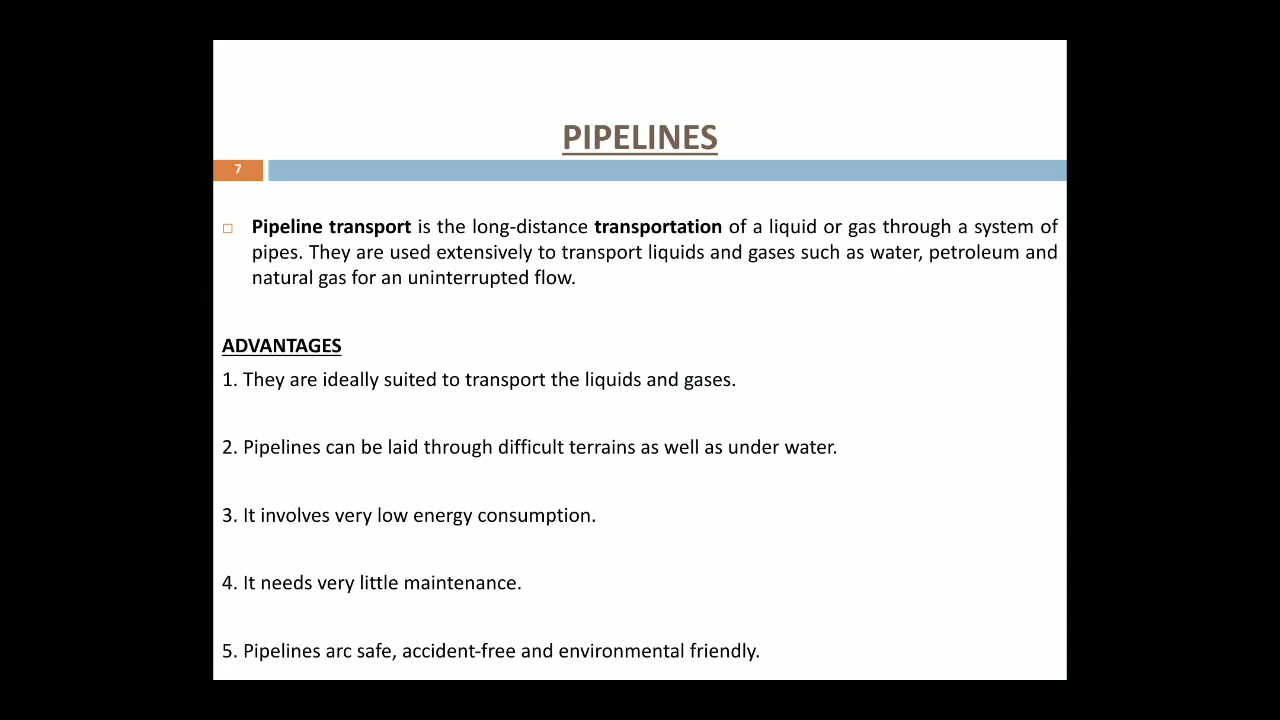 PIPELINES
7
Pipeline transport is the long-distance transportation of a liquid or gas through a system of
pipes. They are used extensively to transport liquids and gases such as water, petroleum and
natural gas for an uninterrupted flow.
ADVANTAGES
1. They are ideally suited to transport the liquids and gases.
2. Pipelines can be laid through difficult terrains as well as under water.
3. It involves very low energy consumption.
4. It needs very little maintenance.
5. Pipelines arc safe, accident-free and environmental friendly.